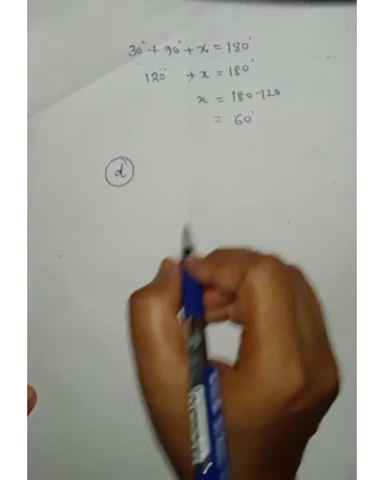 30° + 90° + x = 180°
120° + x = 180°
x = 180-120
= 60°
d